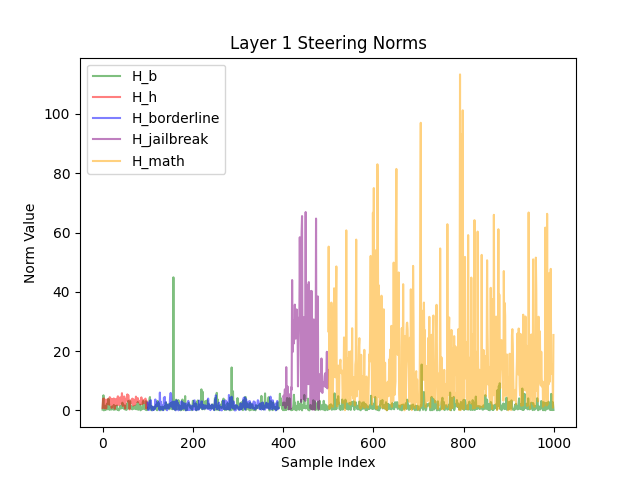 Layer 1 Steering Norms
H_b
H_h
H_borderline
H_jailbreak
H_math
Norm Value
100
80
60
40
20
0
0 200 400 600 800 1000
Sample Index